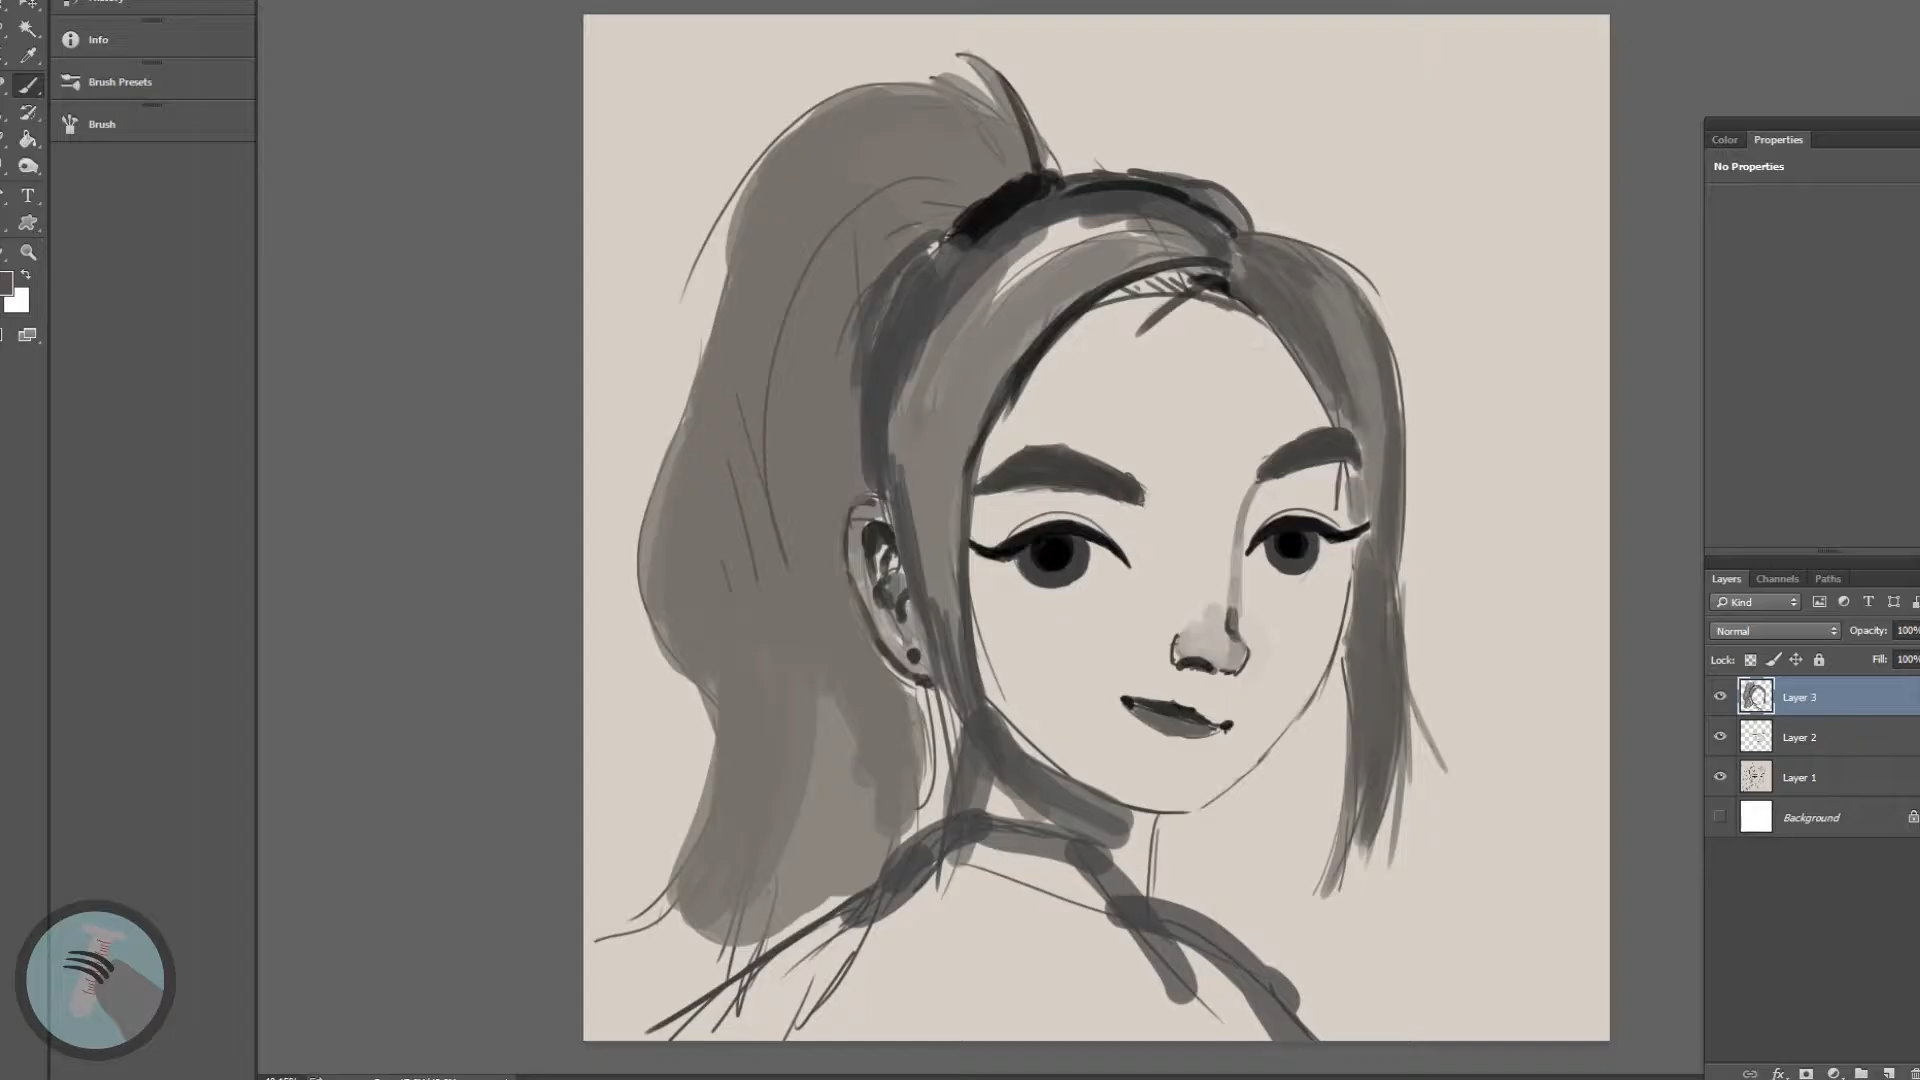 Info
Brush Presets
Brush
Color Properties
No Properties
Layers Channels Paths
Kind
Normal Opacity: 100%
Lock: Fill: 100%
Layer 3
Layer 2
Layer 1
Background
fx